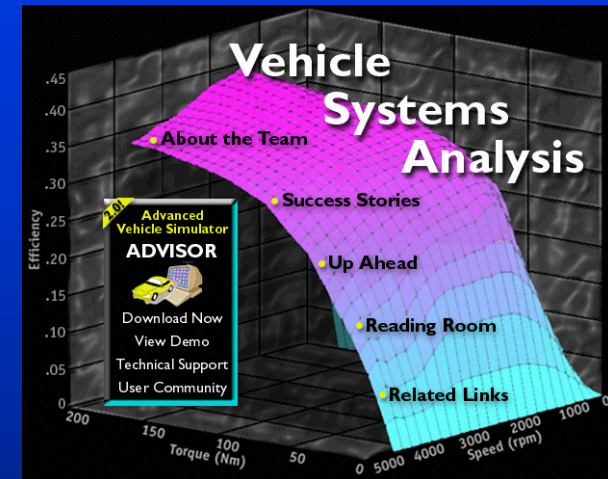 Vehicle
Systems
Analysis
.45
.40
.35
.30
.25
.20
.15
.10
.05
0
Efficiency
About the Team
Success Stories
Up Ahead
Reading Room
Related Links
2.0!
Advanced
Vehicle Simulator
ADVISOR
Download Now
View Demo
Technical Support
User Community
200
150
100
50
0
Torque (Nm)
5000
4000
3000
2000
1000
0
Speed (rpm)